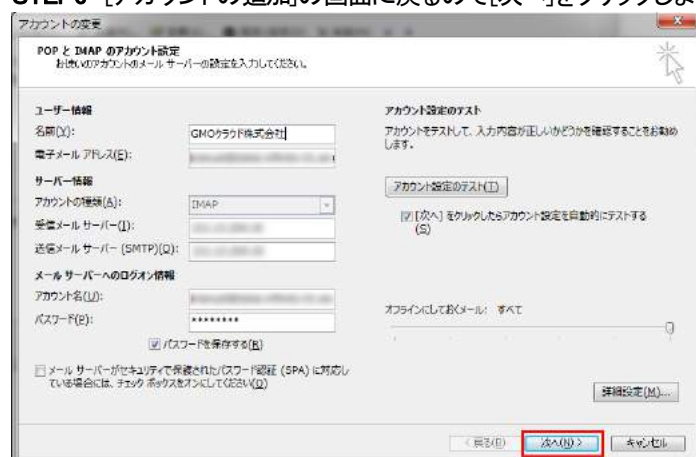 [アカウントの追加]の画面に戻るので[次へ]をクリックしま
アカウントの変更
POP と IMAP のアカウント設定
お使いのアカウントのメール サーバーの設定を入力してください。
ユーザー情報
名前(Y):
GMOクラウド株式会社
電子メール アドレス(E):
サーバー情報
アカウントの種類(A):
IMAP
受信メール サーバー(I):
送信メール サーバー (SMTP)(O):
メール サーバーへのログオン情報
アカウント名(U):
パスワード(P):
********
パスワードを保存する(R)
メール サーバーがセキュリティで保護されたパスワード認証 (SPA) に対応し
ている場合には、チェック ボックスをオンにしてください(Q)
アカウント設定のテスト
アカウントをテストして、入力内容が正しいかどうかを確認することをお勧め
します。
アカウント設定のテスト(T)
[次へ] をクリックしたらアカウント設定を自動的にテストする
(S)
オフラインにしておくメール: すべて
詳細設定(M)...
< 戻る(B)
次へ(N) >
キャンセル